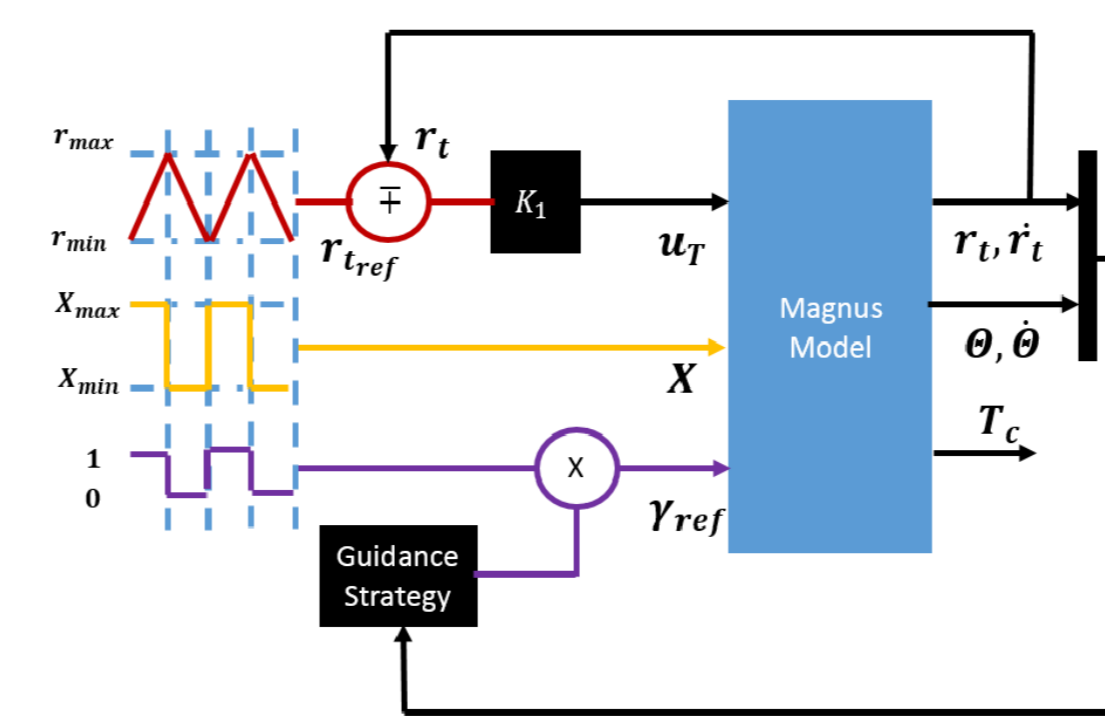 r_max
r_t
∓
K_1
r_min
r_t_ref
u_T
r_t, ṙ_t
X_max
Magnus
Model
Θ, Θ̇
X_min
X
T_c
1
X
0
γ_ref
Guidance
Strategy